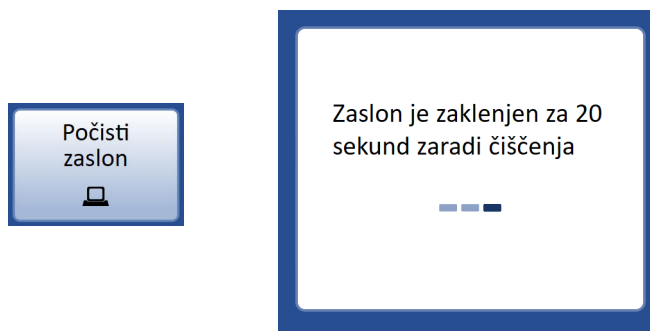 Počisti
zaslon
Zaslon je zaklenjen za 20
sekund zaradi čiščenja